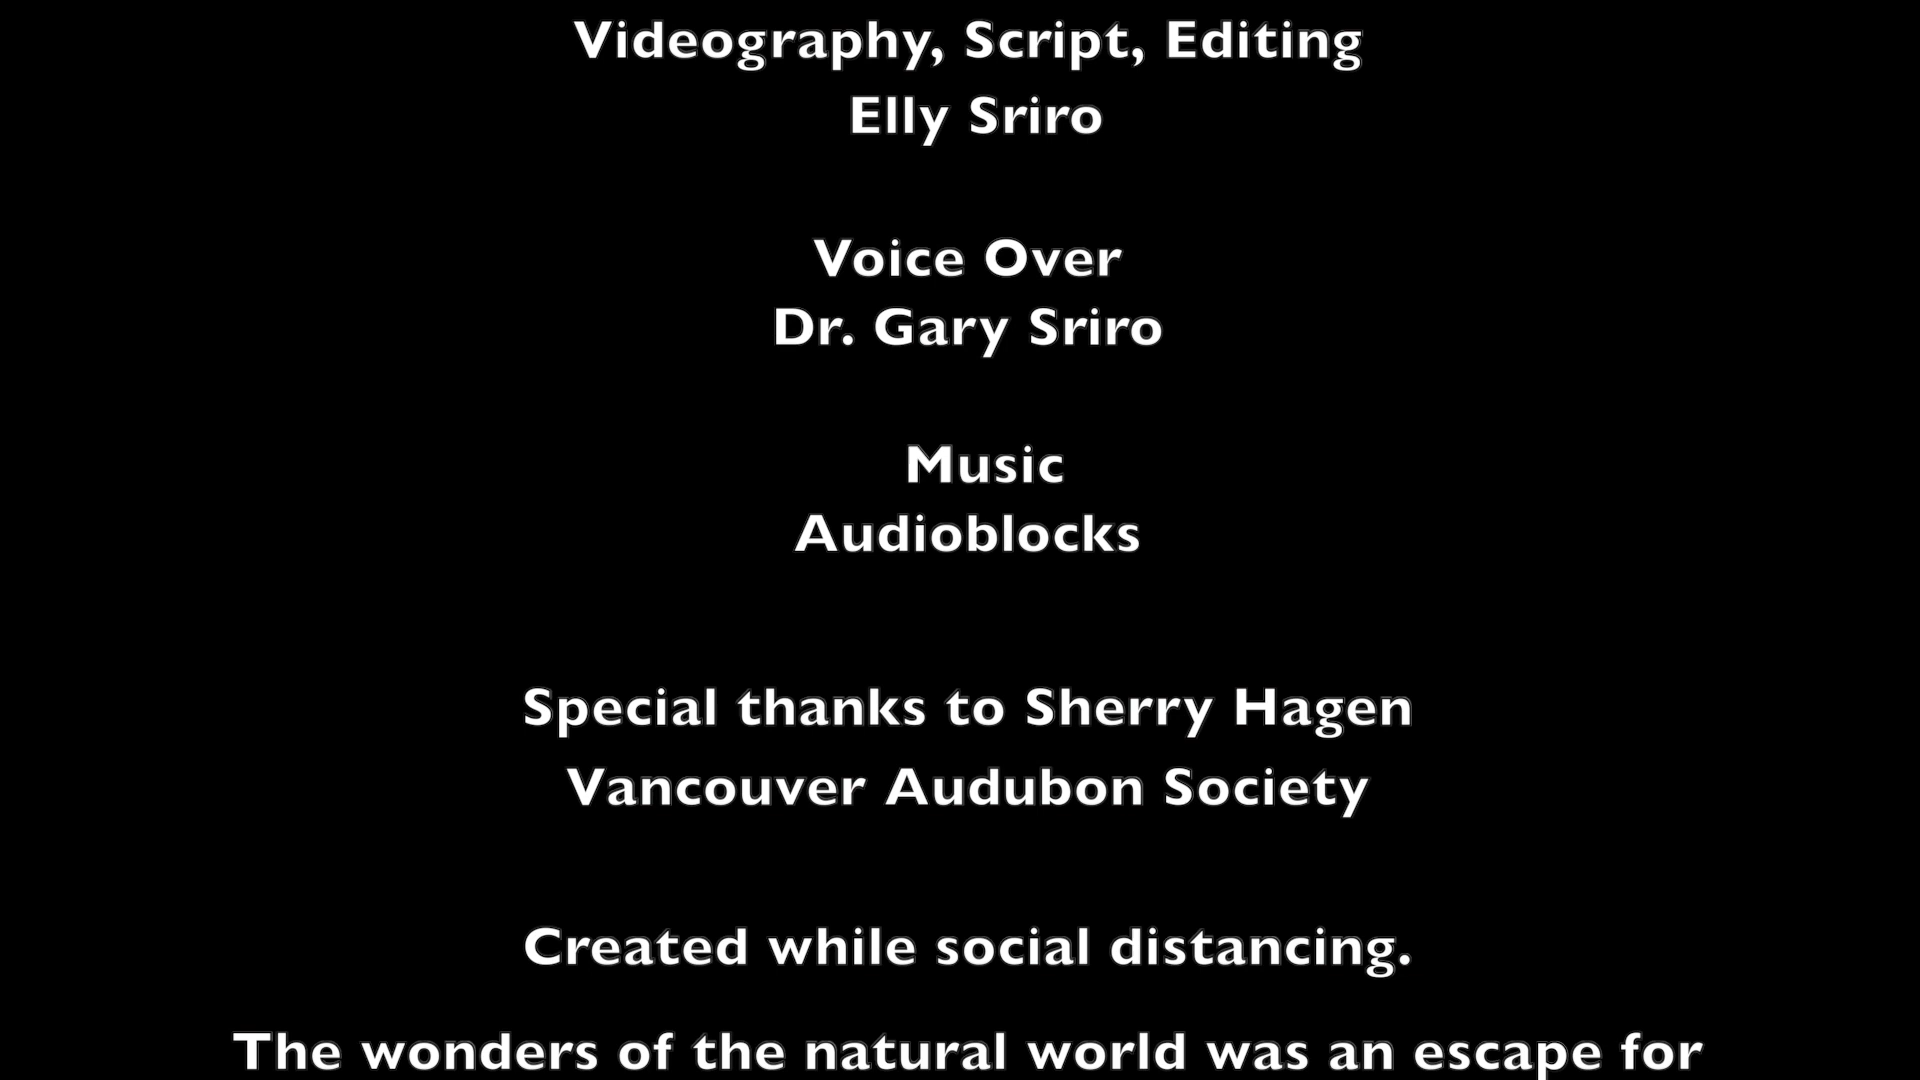 Videography, Script, Editing
Elly Sriro
Voice Over
Dr. Gary Sriro
Music
Audioblocks
Special thanks to Sherry Hagen
Vancouver Audubon Society
Created while social distancing.
The wonders of the natural world was an escape for